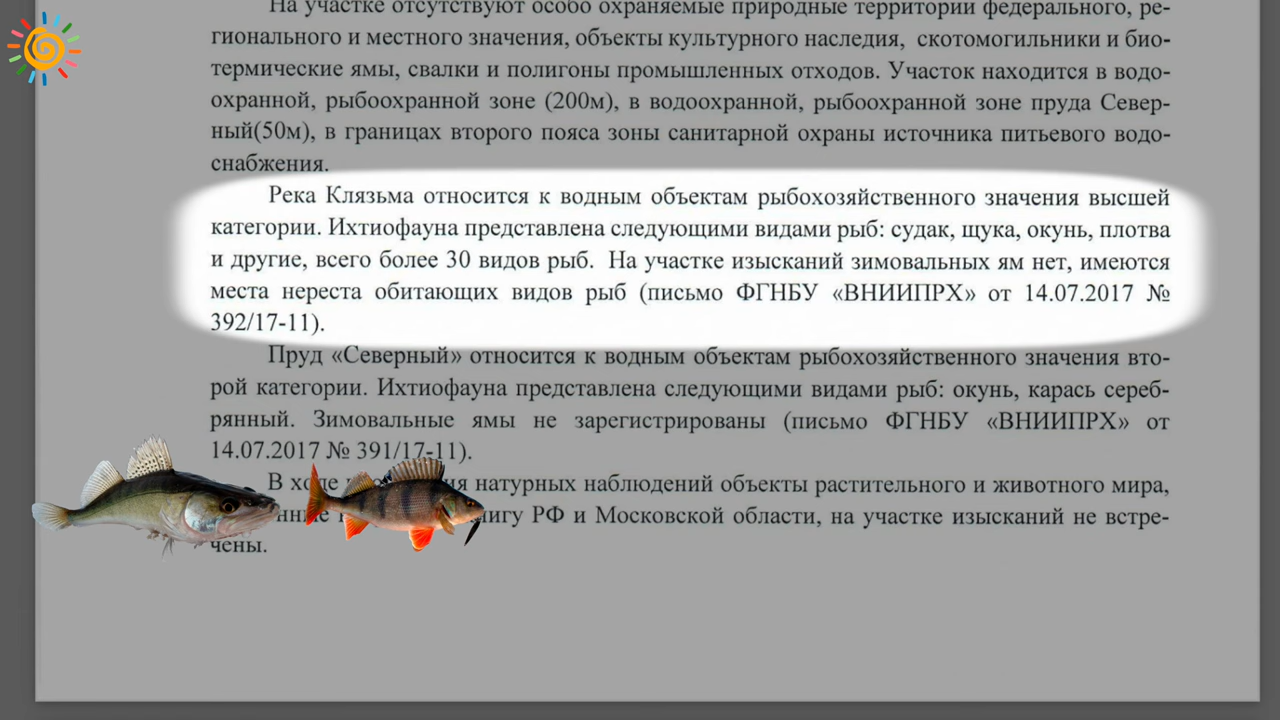 На участке отсутствуют особо охраняемые природные территории федерального, ре-
гионального и местного значения, объекты культурного наследия, скотомогильники и био-
термические ямы, свалки и полигоны промышленных отходов. Участок находится в водо-
охранной, рыбоохранной зоне (200м), в водоохранной, рыбоохранной зоне пруда Север-
ный(50м), в границах второго пояса зоны санитарной охраны источника питьевого водо-
снабжения.
Река Клязьма относится к водным объектам рыбохозяйственного значения высшей
категории. Ихтиофауна представлена следующими видами рыб: судак, щука, окунь, плотва
и другие, всего более 30 видов рыб. На участке изысканий зимовальных ям нет, имеются
места нереста обитающих видов рыб (письмо ФГНБУ «ВНИИПРХ» от 14.07.2017 №
392/17-11).
Пруд «Северный» относится к водным объектам рыбохозяйственного значения вто-
рой категории. Ихтиофауна представлена следующими видами рыб: окунь, карась сереб-
рянный. Зимовальные ямы не зарегистрированы (письмо ФГНБУ «ВНИИПРХ» от
14.07.2017 № 391/17-11).
В ходе натурных наблюдений объекты растительного и животного мира,
РФ и Московской области, на участке изысканий не встре-
чены.